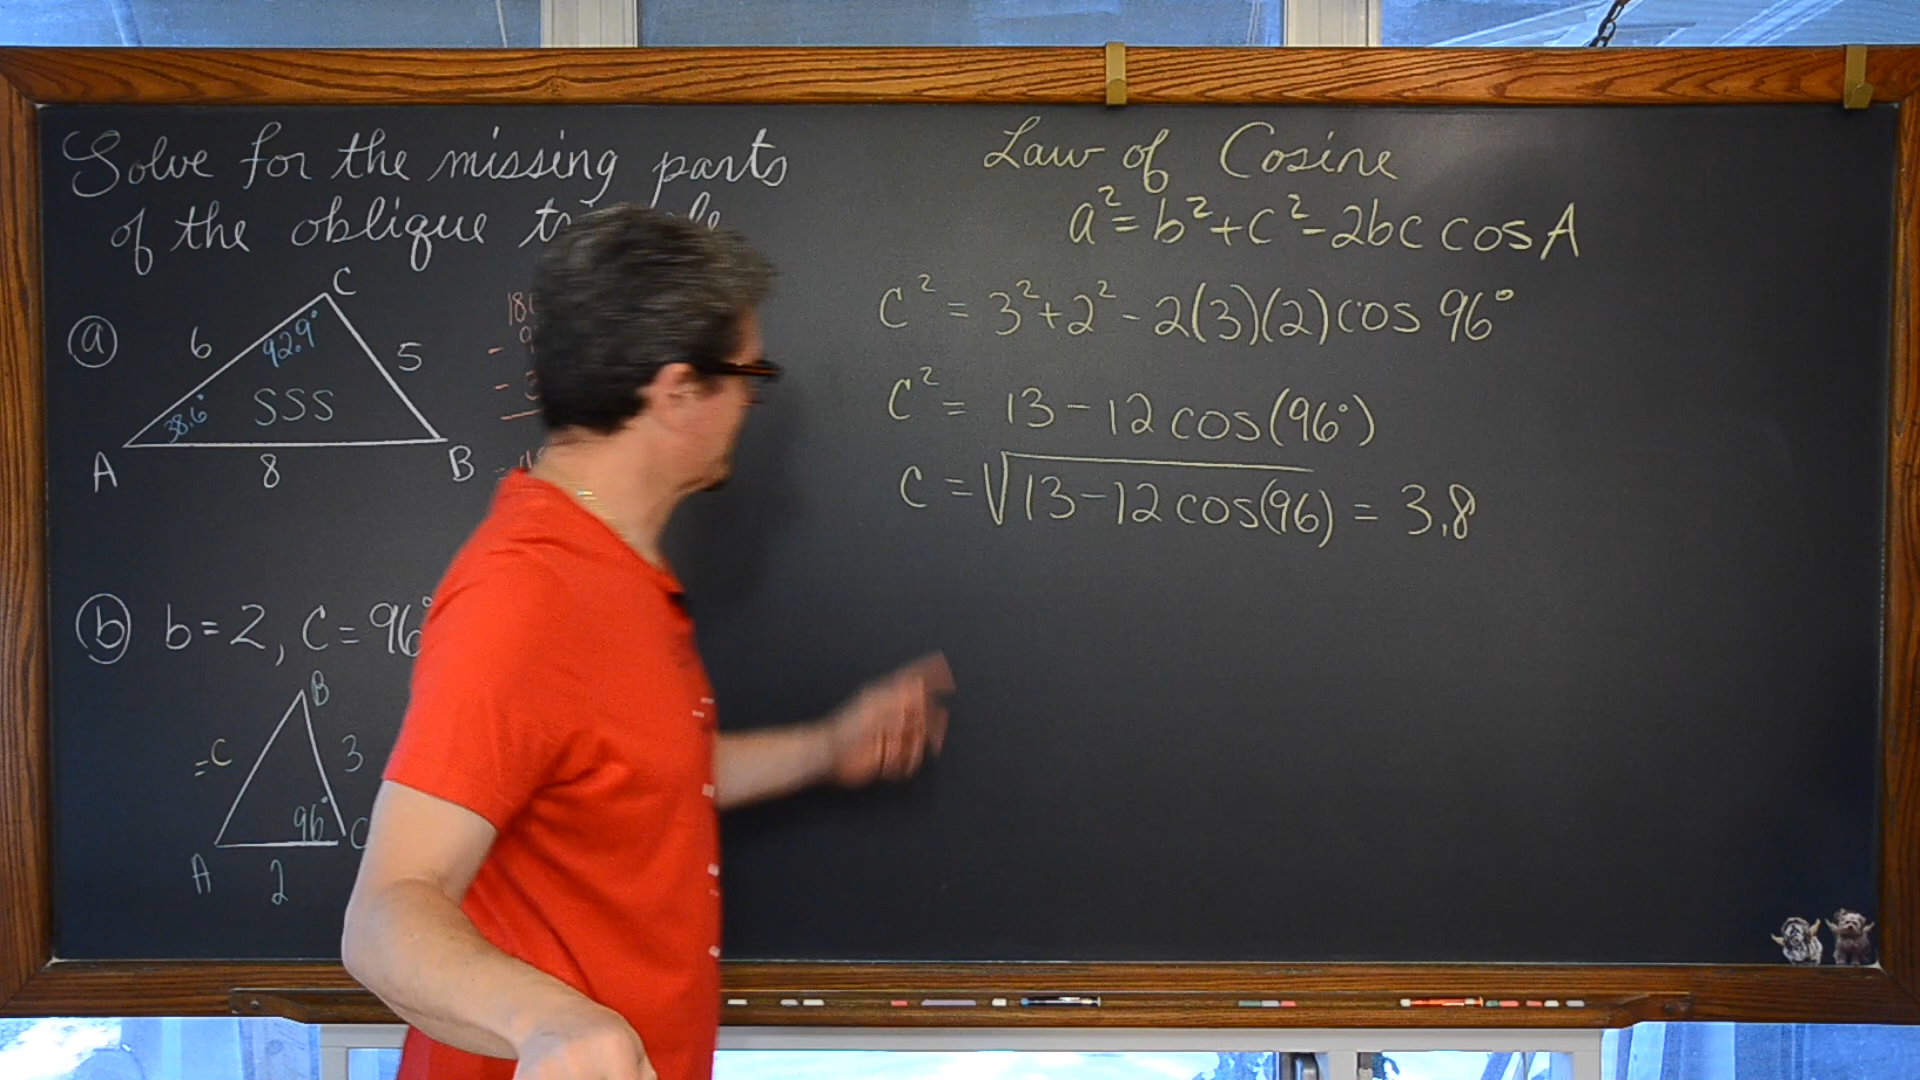 Solve for the missing parts
of the oblique
Law of Cosine
a² = b² + c² - 2bc cos A
ⓐ
C
6
92.9°
5
38.6°
SSS
A
8
B
-
-
c² = 3² + 2² - 2(3)(2) cos 96°
c² = 13 - 12 cos(96°)
c = √13 - 12 cos(96) = 3.8
ⓑ b = 2, C = 96°
B
= c
3
96°
C
A
2